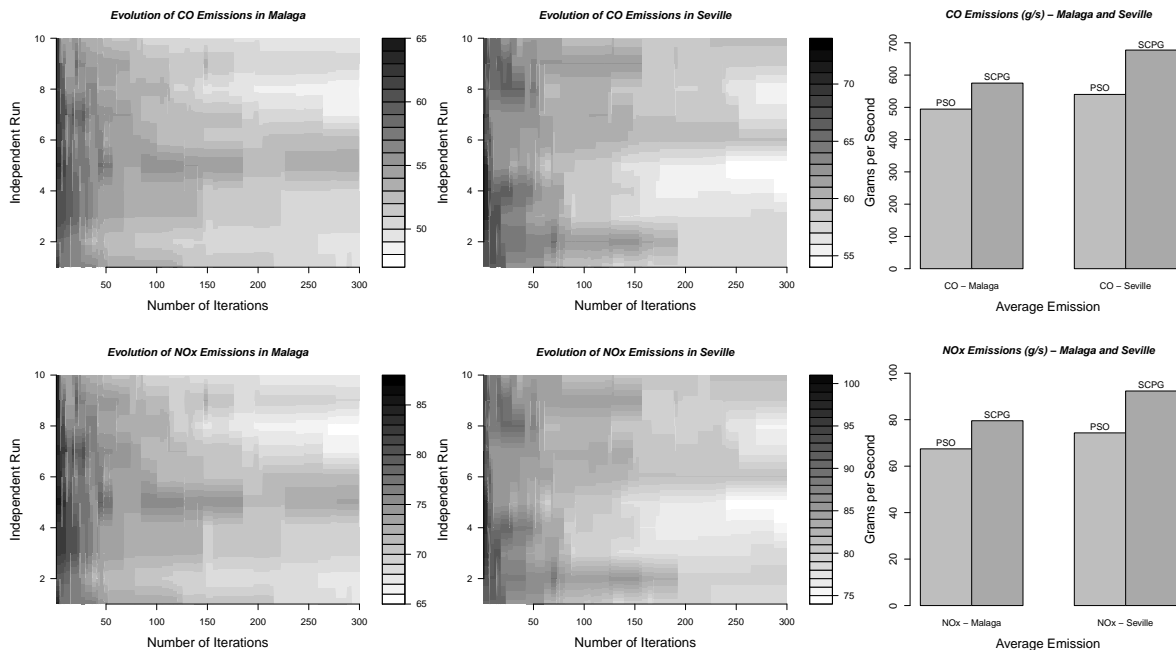 Evolution of CO Emissions in Malaga
10
8
6
4
2
Independent Run
50
100
150
200
250
300
Number of Iterations
65
60
55
50
Evolution of CO Emissions in Seville
10
8
6
4
2
Independent Run
50
100
150
200
250
300
Number of Iterations
70
65
60
55
CO Emissions (g/s) – Malaga and Seville
Grams per Second
700
600
500
400
300
200
100
0
PSO
SCPG
PSO
SCPG
CO – Malaga
CO – Seville
Average Emission
Evolution of NOx Emissions in Malaga
10
8
6
4
2
Independent Run
50
100
150
200
250
300
Number of Iterations
85
80
75
70
65
Evolution of NOx Emissions in Seville
10
8
6
4
2
Independent Run
50
100
150
200
250
300
Number of Iterations
100
95
90
85
80
75
NOx Emissions (g/s) – Malaga and Seville
Grams per Second
100
80
60
40
20
0
PSO
SCPG
PSO
SCPG
NOx – Malaga
NOx – Seville
Average Emission